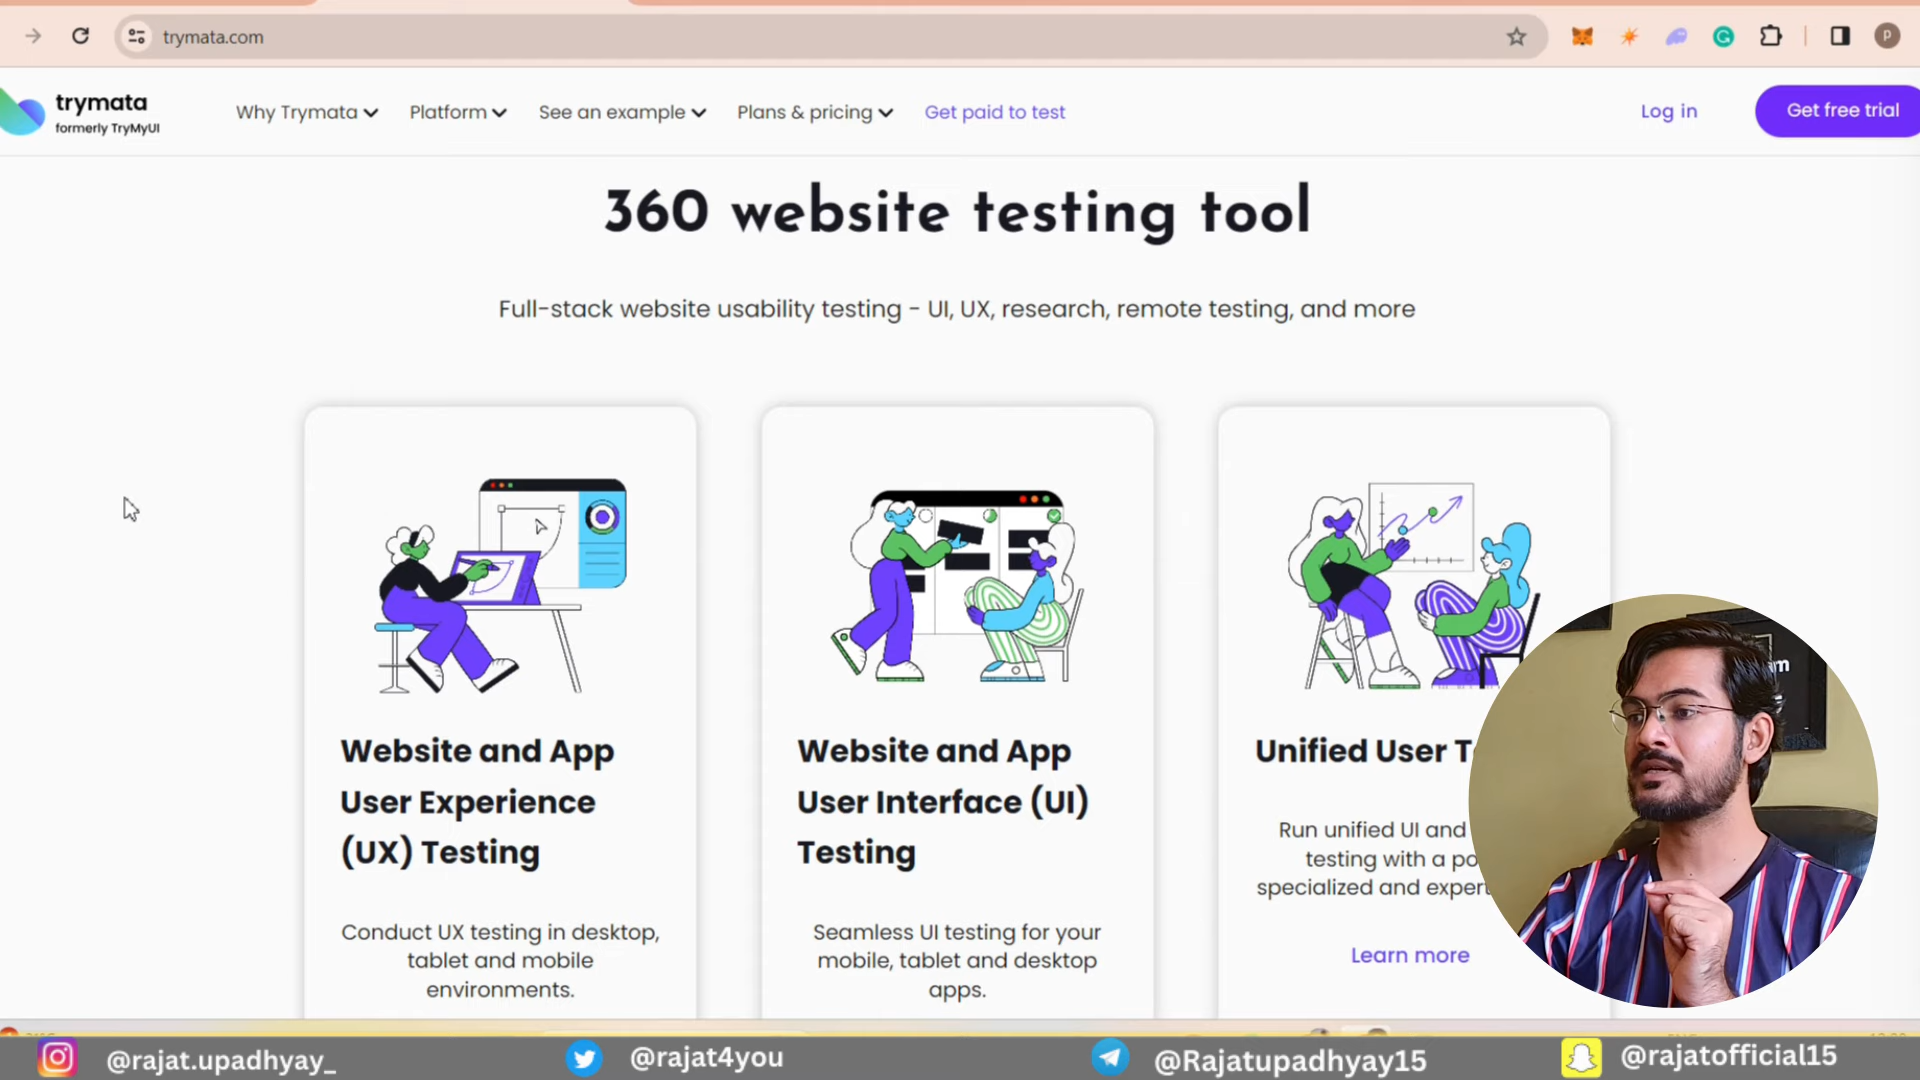 trymata.com
P
trymata
formerly TryMyUI
Why Trymata
Platform
See an example
Plans & pricing
Get paid to test
Log in
Get free trial
360 website testing tool
Full-stack website usability testing - UI, UX, research, remote testing, and more
Website and App
User Experience
(UX) Testing
Conduct UX testing in desktop,
tablet and mobile
environments.
Website and App
User Interface (UI)
Testing
Seamless UI testing for your
mobile, tablet and desktop
apps.
Unified User
Run unified UI and
testing with a
specialized and
Learn more
@rajat.upadhyay_
@rajat4you
@Rajatupadhyay15
@rajatofficial15